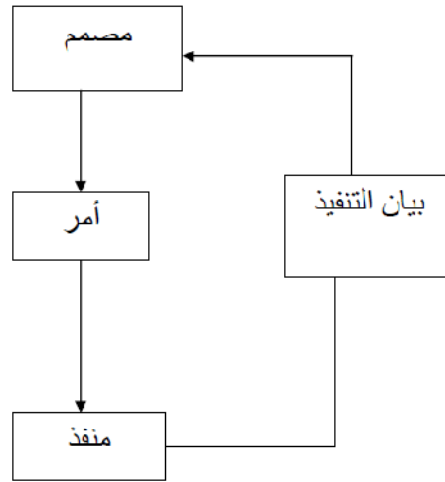 مصمم
أمر
بيان التنفيذ
منفذ